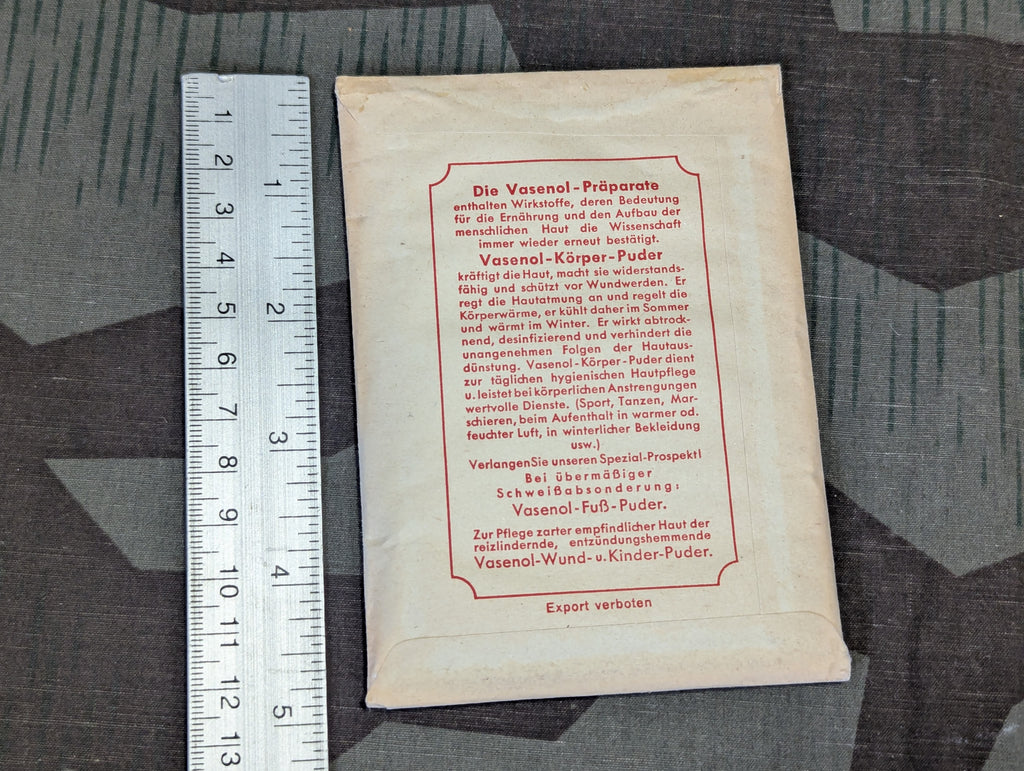 1
2
3
4
5
6
7
8
9
10
11
12
13
1
2
3
4
5
Die Vasenol-Präparate
enthalten Wirkstoffe, deren Bedeutung
für die Ernährung und den Aufbau der
menschlichen Haut die Wissenschaft
immer wieder erneut bestätigt.
Vasenol-Körper-Puder
kräftigt die Haut, macht sie widerstands-
fähig und schützt vor Wundwerden. Er
regt die Hautatmung an und regelt die
Körperwärme, er kühlt daher im Sommer
und wärmt im Winter. Er wirkt abtrock-
nend, desinfizierend und verhindert die
unangenehmen Folgen der Hautaus-
dünstung. Vasenol-Körper-Puder dient
zur täglichen hygienischen Hautpflege
u. leistet bei körperlichen Anstrengungen
wertvolle Dienste. (Sport, Tanzen, Mar-
schieren, beim Aufenthalt in warmer od.
feuchter Luft, in winterlicher Bekleidung
usw.)
Verlangen Sie unseren Spezial-Prospekt!
Bei übermäßiger
Schweißabsonderung:
Vasenol-Fuß-Puder.
Zur Pflege zarter empfindlicher Haut der
reizlindernde, entzündungshemmende
Vasenol-Wund- u. Kinder-Puder.
Export verboten